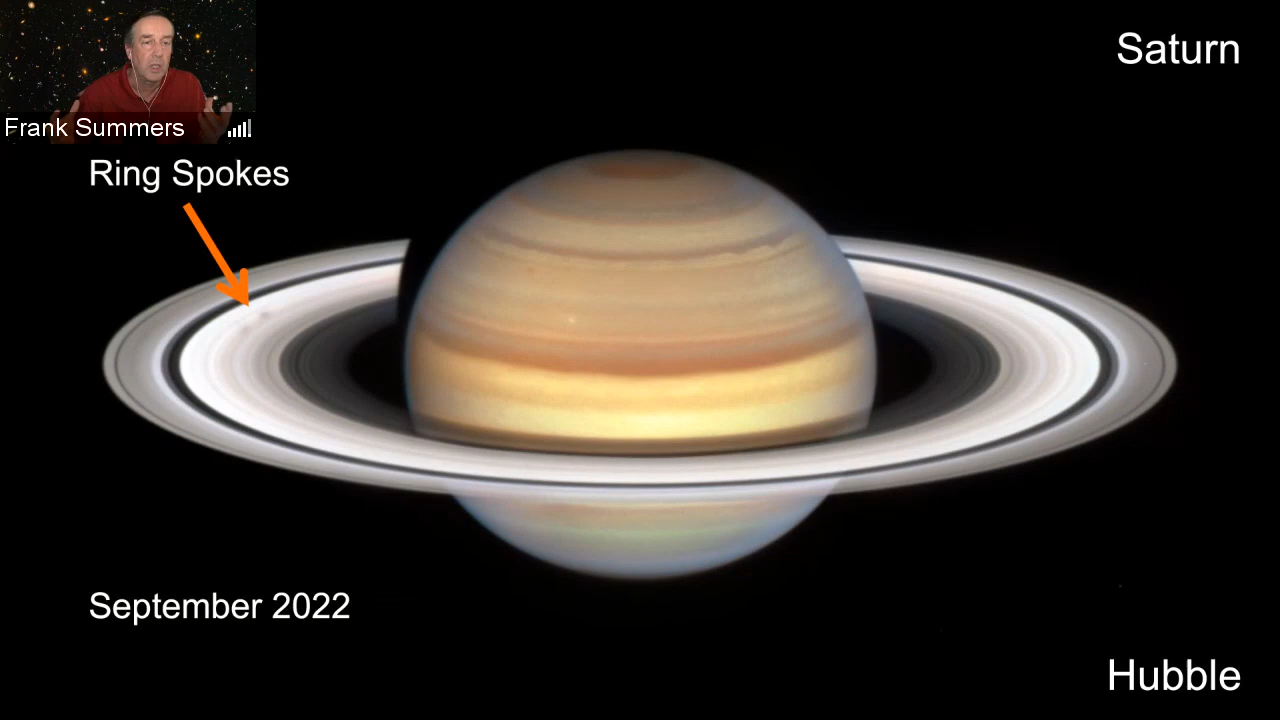 Saturn
Frank Summers
Ring Spokes
September 2022
Hubble